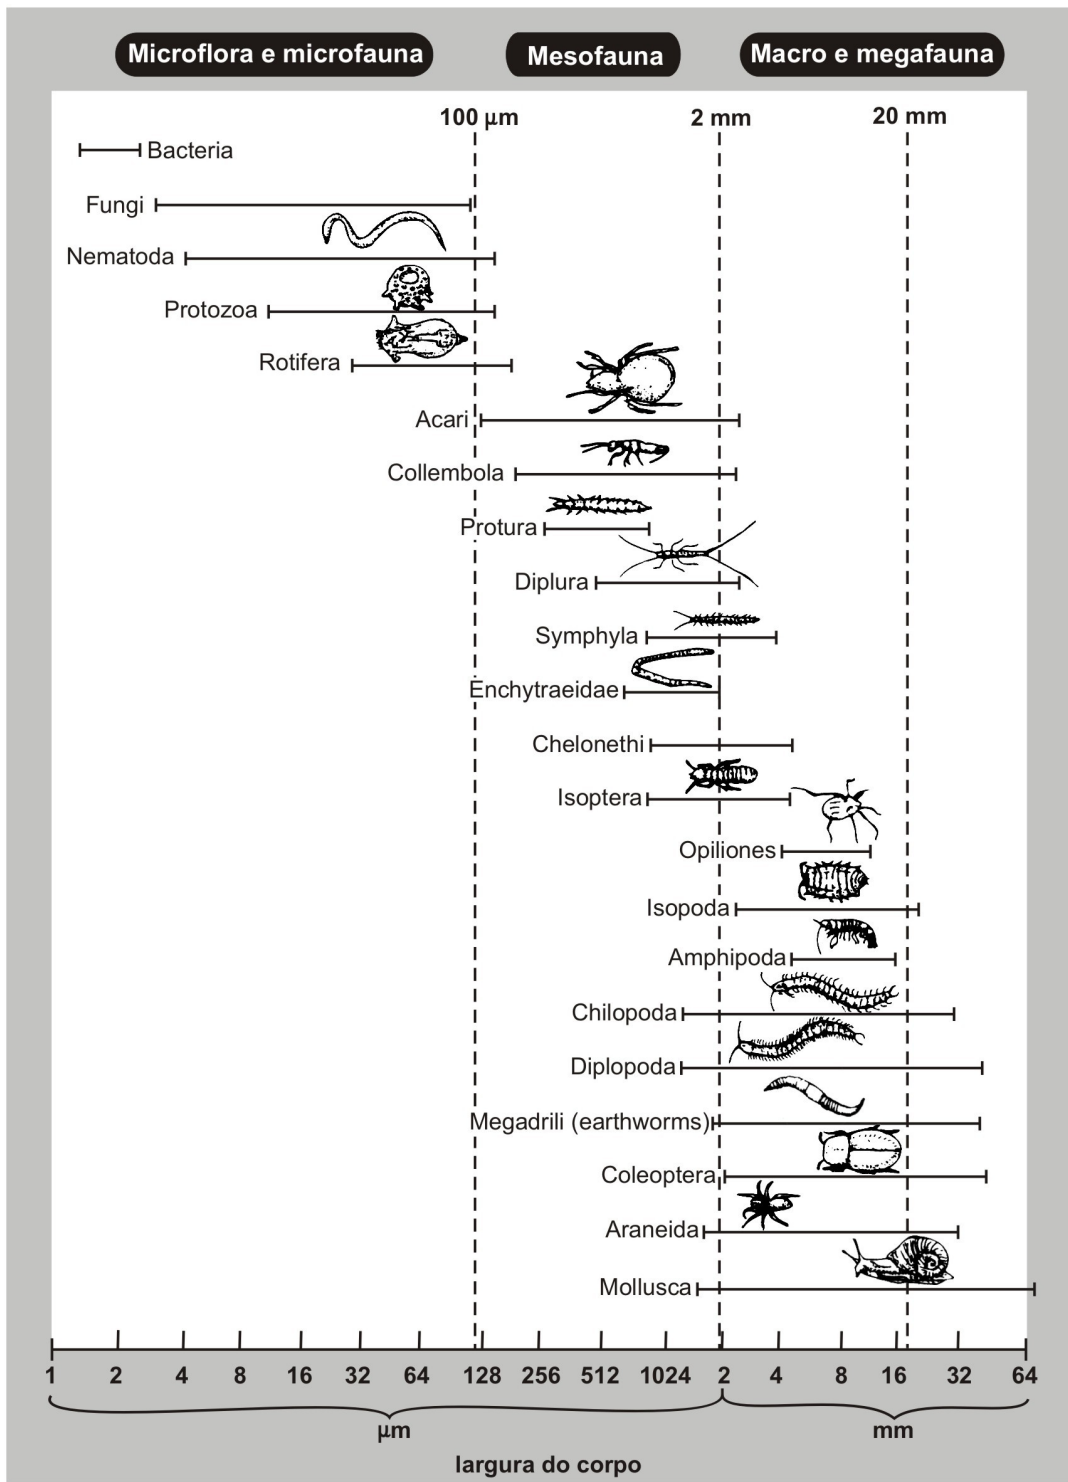 Microflora e microfauna Mesofauna Macro e megafauna
100 µm 2 mm 20 mm
Bacteria
Fungi
Nematoda
Protozoa
Rotifera
Acari
Collembola
Protura
Diplura
Symphyla
Enchytraeidae
Chelonethi
Isoptera
Opiliones
Isopoda
Amphipoda
Chilopoda
Diplopoda
Megadrili (earthworms)
Coleoptera
Araneida
Mollusca
1 2 4 8 16 32 64 128 256 512 1024 2 4 8 16 32 64
µm mm
largura do corpo